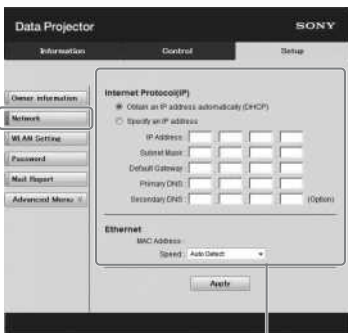 Data Projector
SONY
Information
Control
Setup
Owner information
Network
WLAN Setting
Password
Mail Report
Advanced Menu
Internet Protocol(IP)
Obtain an IP address automatically (DHCP)
Specify an IP address
IP Address:
Subnet Mask:
Default Gateway:
Primary DNS:
Secondary DNS:
(Option)
Ethernet
MAC Address:
Speed: Auto Detect
Apply